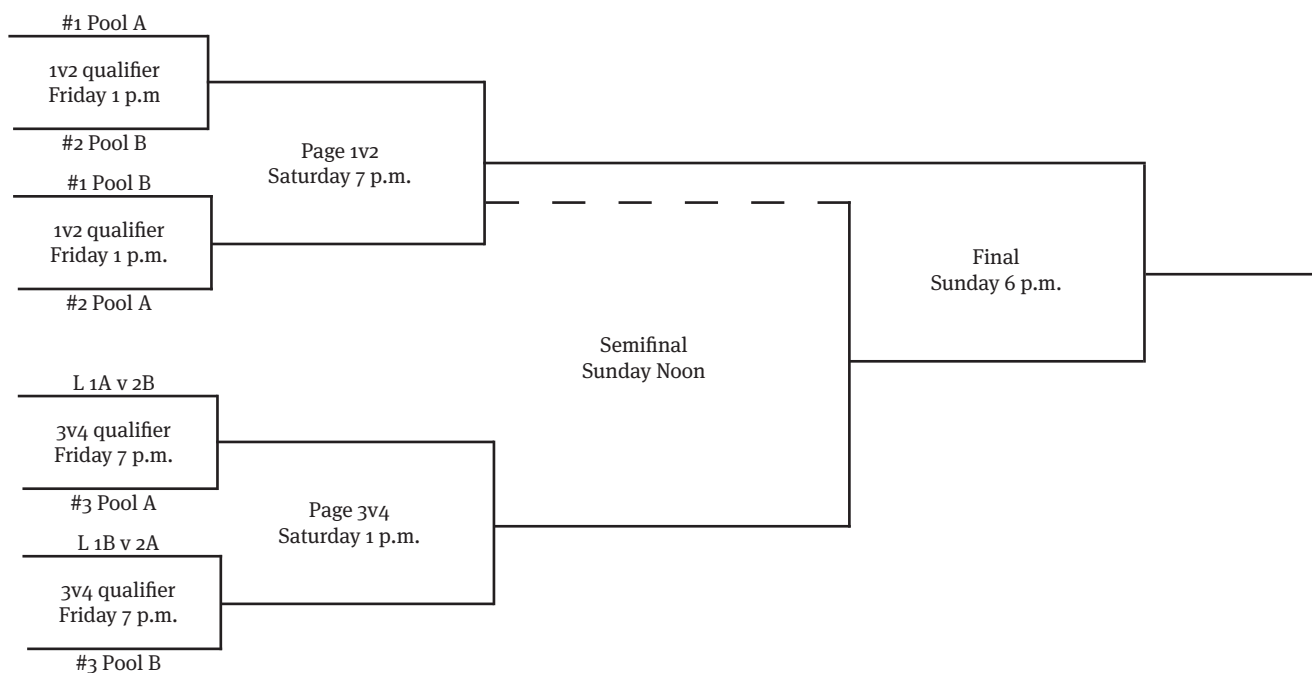 #1 Pool A
1v2 qualifier
Friday 1 p.m
#2 Pool B
#1 Pool B
1v2 qualifier
Friday 1 p.m.
#2 Pool A
L 1A v 2B
3v4 qualifier
Friday 7 p.m.
#3 Pool A
L 1B v 2A
3v4 qualifier
Friday 7 p.m.
#3 Pool B
Page 1v2
Saturday 7 p.m.
Page 3v4
Saturday 1 p.m.
Semifinal
Sunday Noon
Final
Sunday 6 p.m.